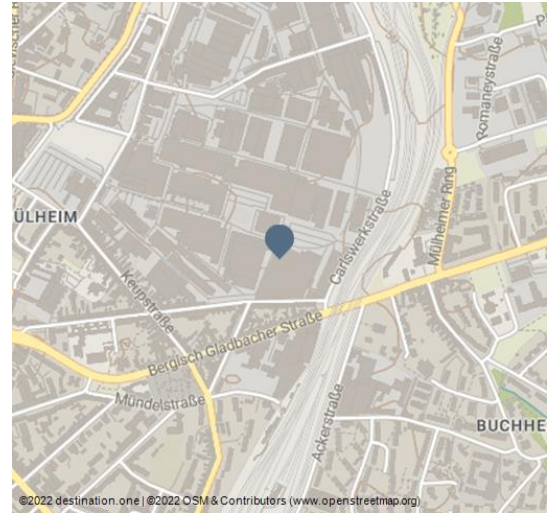 Romaneystraße
ÜLHEIM
Carlswerkstraße
Mülheimer Ring
Keupstraße
Bergisch Gladbacher Straße
Mündelstraße
Ackerstraße
BUCHHE
©2022 destination.one | ©2022 OSM & Contributors (www.openstreetmap.org)